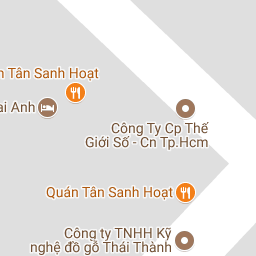 Tân Sanh Hoạt
Anh
Công Ty Cp Thế
Giới Số - Cn Tp.Hcm
Quán Tân Sanh Hoạt
Công ty TNHH Kỹ
nghệ đồ gỗ Thái Thành